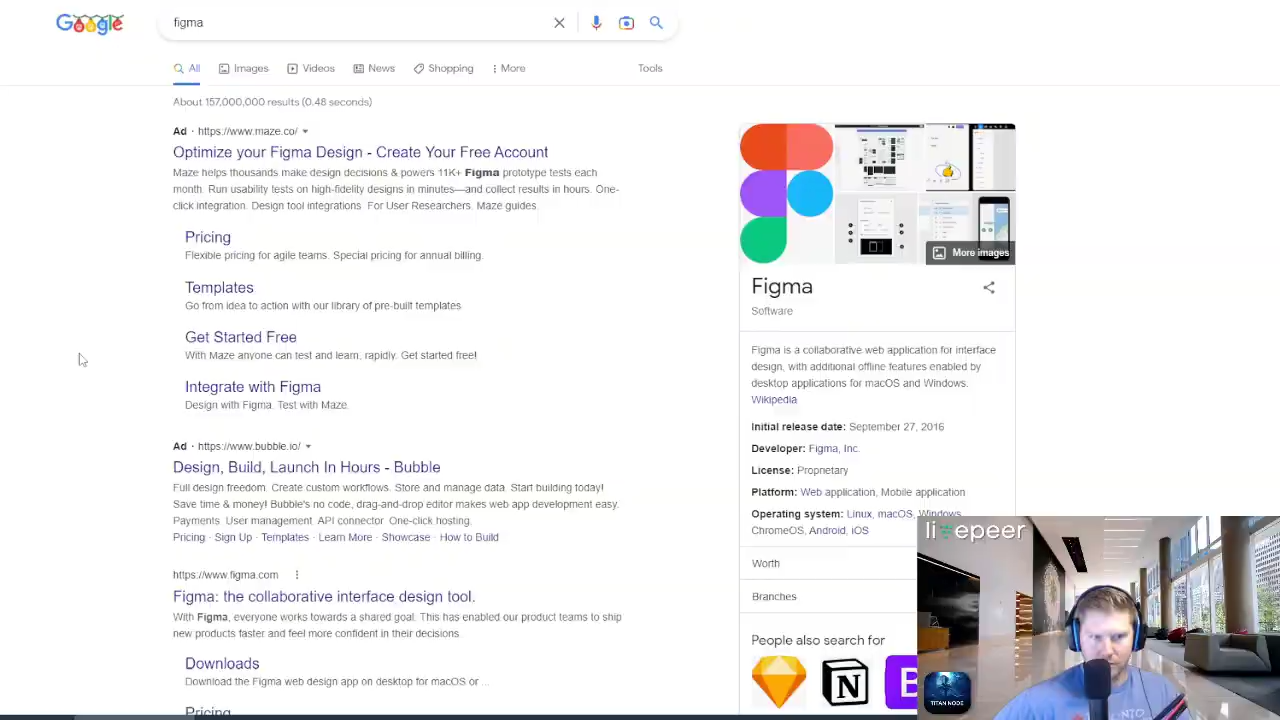 Google
figma
All
Images
Videos
News
Shopping
More
Tools
About 157,000,000 results (0.48 seconds)
Ad · https://www.maze.co/
Optimize your Figma Design - Create Your Free Account
Maze helps thousands make design decisions & powers 11K+ Figma prototype tests each
month. Run usability tests on high-fidelity designs in minutes—and collect results in hours. One-
click integration. Design tool integrations. For User Researchers. Maze guides.
Pricing
Flexible pricing for agile teams. Special pricing for annual billing.
Templates
Go from idea to action with our library of pre-built templates.
Get Started Free
With Maze anyone can test and learn, rapidly. Get started free!
Integrate with Figma
Design with Figma. Test with Maze.
Ad · https://www.bubble.io/
Design, Build, Launch In Hours - Bubble
Full design freedom. Create custom workflows. Store and manage data. Start building today!
Save time & money! Bubble's no code, drag-and-drop editor makes web app development easy.
Payments. User management. API connector. One-click hosting.
Pricing · Sign Up · Templates · Learn More · Showcase · How to Build
https://www.figma.com
Figma: the collaborative interface design tool.
With Figma, everyone works towards a shared goal. This has enabled our product teams to ship
new products faster and feel more confident in their decisions
Downloads
Download the Figma web design app on desktop for macOS or ...
Pricing
More images
Figma
Software
Figma is a collaborative web application for interface
design, with additional offline features enabled by
desktop applications for macOS and Windows.
Wikipedia
Initial release date: September 27, 2016
Developer: Figma, Inc.
License: Proprietary
Platform: Web application, Mobile application
Operating system: Linux, macOS, Windows,
ChromeOS, Android, iOS
Worth
Branches
People also search for
N
B
livepeer
TITAN NODE